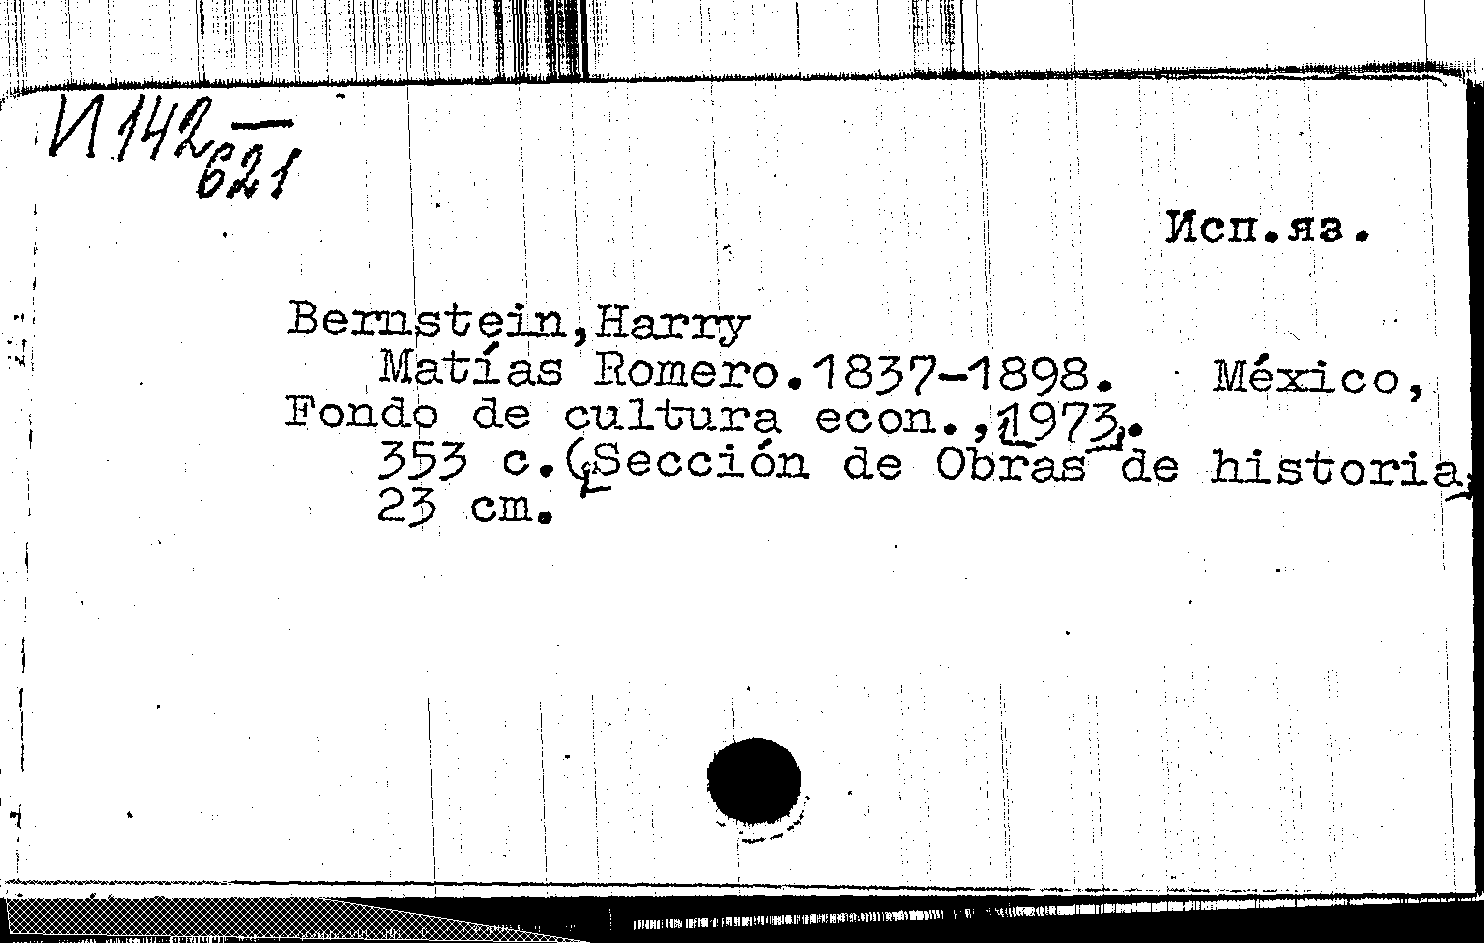 И142—
621
Исп.яз.
Bernstein,Harry
Matías Romero.1837-1898. México,
Fondo de cultura econ.,[1973].
353 c.(Sección de Obras de historia
23 cm.